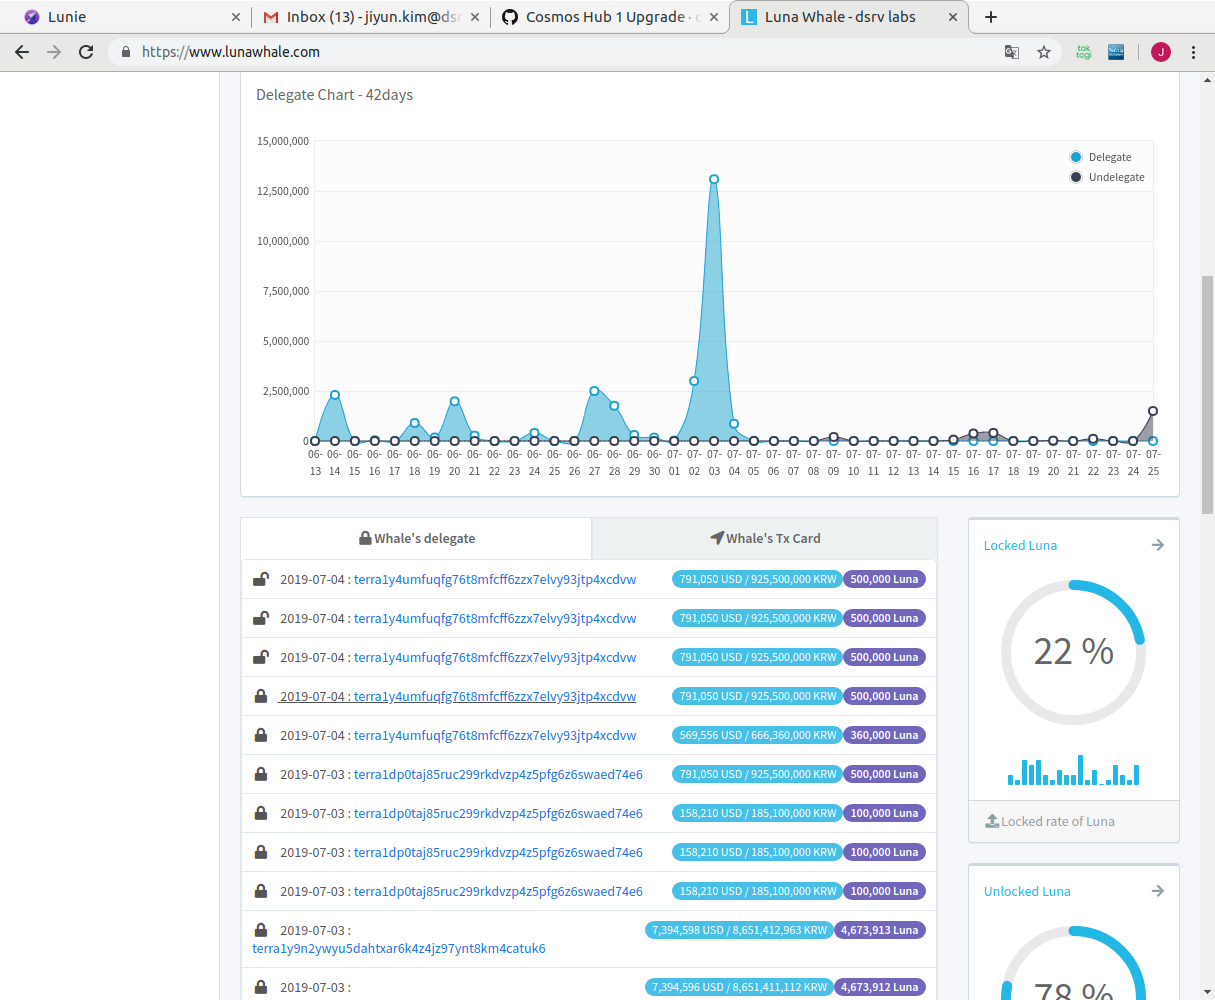 Lunie
Inbox (13) - jiyun.kim@ds
Cosmos Hub 1 Upgrade ·
Luna Whale - dsrv labs
https://www.lunawhale.com
tok
togi
J
Delegate Chart - 42days
15,000,000
12,500,000
10,000,000
7,500,000
5,000,000
2,500,000
0
Delegate
Undelegate
06- 06- 06- 06- 06- 06- 06- 06- 06- 06- 06- 06- 06- 06- 06- 06- 06- 06- 07- 07- 07- 07- 07- 07- 07- 07- 07- 07- 07- 07- 07- 07- 07- 07- 07- 07- 07- 07- 07- 07- 07- 07- 07-
13 14 15 16 17 18 19 20 21 22 23 24 25 26 27 28 29 30 01 02 03 04 05 06 07 08 09 10 11 12 13 14 15 16 17 18 19 20 21 22 23 24 25
Whale's delegate
Whale's Tx Card
2019-07-04 : terra1y4umfuqfg76t8mfcff6zzx7elvy93jtp4xcdvw 791,050 USD / 925,500,000 KRW 500,000 Luna
2019-07-04 : terra1y4umfuqfg76t8mfcff6zzx7elvy93jtp4xcdvw 791,050 USD / 925,500,000 KRW 500,000 Luna
2019-07-04 : terra1y4umfuqfg76t8mfcff6zzx7elvy93jtp4xcdvw 791,050 USD / 925,500,000 KRW 500,000 Luna
2019-07-04 : terra1y4umfuqfg76t8mfcff6zzx7elvy93jtp4xcdvw 791,050 USD / 925,500,000 KRW 500,000 Luna
2019-07-04 : terra1y4umfuqfg76t8mfcff6zzx7elvy93jtp4xcdvw 569,556 USD / 666,360,000 KRW 360,000 Luna
2019-07-03 : terra1dp0taj85ruc299rkdvzp4z5pfg6z6swaed74e6 791,050 USD / 925,500,000 KRW 500,000 Luna
2019-07-03 : terra1dp0taj85ruc299rkdvzp4z5pfg6z6swaed74e6 158,210 USD / 185,100,000 KRW 100,000 Luna
2019-07-03 : terra1dp0taj85ruc299rkdvzp4z5pfg6z6swaed74e6 158,210 USD / 185,100,000 KRW 100,000 Luna
2019-07-03 : terra1dp0taj85ruc299rkdvzp4z5pfg6z6swaed74e6 158,210 USD / 185,100,000 KRW 100,000 Luna
2019-07-03 : 7,394,598 USD / 8,651,412,963 KRW 4,673,913 Luna
terra1y9n2ywyu5dahtxar6k4z4jz97ynt8km4catuk6
2019-07-03 : 7,394,596 USD / 8,651,411,112 KRW 4,673,912 Luna
Locked Luna
22 %
Locked rate of Luna
Unlocked Luna
78 %